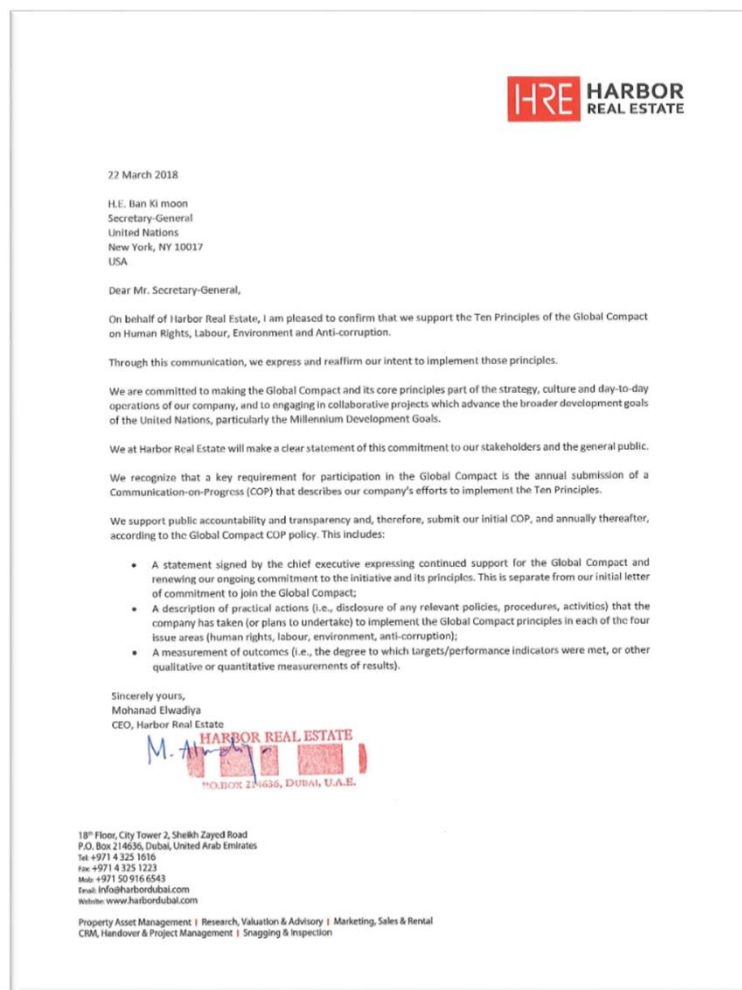 HRE HARBOR
REAL ESTATE
22 March 2018
H.E. Ban Ki moon
Secretary-General
United Nations
New York, NY 10017
USA
Dear Mr. Secretary-General,
On behalf of Harbor Real Estate, I am pleased to confirm that we support the Ten Principles of the Global Compact
on Human Rights, Labour, Environment and Anti-corruption.
Through this communication, we express and reaffirm our intent to implement those principles.
We are committed to making the Global Compact and its core principles part of the strategy, culture and day-to-day
operations of our company, and to engaging in collaborative projects which advance the broader development goals
of the United Nations, particularly the Millennium Development Goals.
We at Harbor Real Estate will make a clear statement of this commitment to our stakeholders and the general public.
We recognize that a key requirement for participation in the Global Compact is the annual submission of a
Communication-on-Progress (COP) that describes our company's efforts to implement the Ten Principles.
We support public accountability and transparency and, therefore, submit our initial COP, and annually thereafter,
according to the Global Compact COP policy. This includes:
• A statement signed by the chief executive expressing continued support for the Global Compact and
renewing our ongoing commitment to the initiative and its principles. This is separate from our initial letter
of commitment to join the Global Compact;
• A description of practical actions (i.e., disclosure of any relevant policies, procedures, activities) that the
company has taken (or plans to undertake) to implement the Global Compact principles in each of the four
issue areas (human rights, labour, environment, anti-corruption);
• A measurement of outcomes (i.e., the degree to which targets/performance indicators were met, or other
qualitative or quantitative measurements of results).
Sincerely yours,
Mohanad Elwadiya
CEO, Harbor Real Estate
HARBOR REAL ESTATE
P.O.BOX 214636, DUBAI, U.A.E.
18th Floor, City Tower 2, Sheikh Zayed Road
P.O. Box 214636, Dubai, United Arab Emirates
Tel: +971 4 325 1616
Fax: +971 4 325 1223
Mob: +971 50 916 6543
Email: Info@harbordubai.com
Website: www.harbordubai.com
Property Asset Management | Research, Valuation & Advisory | Marketing, Sales & Rental
CRM, Handover & Project Management | Snagging & Inspection